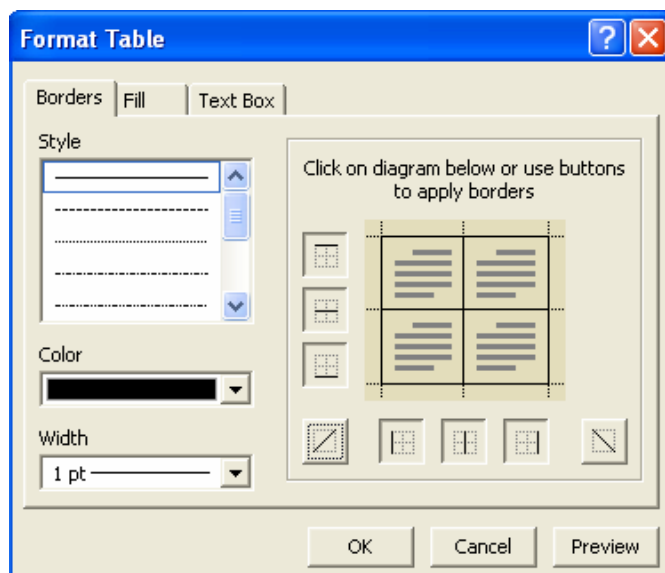 Format Table
Borders Fill Text Box
Style
Click on diagram below or use buttons
to apply borders
Color
Width
1 pt
OK Cancel Preview